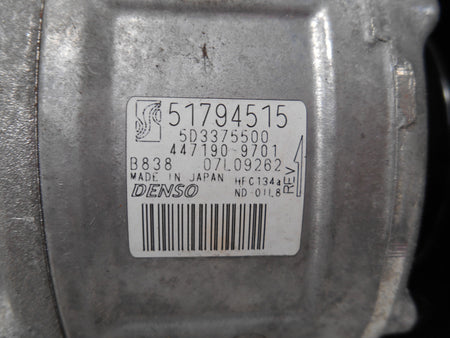 51794515
5D3375500
447190-9701
B838 07L09262
MADE IN JAPAN HFC134a
DENSO ND-OIL8
REV